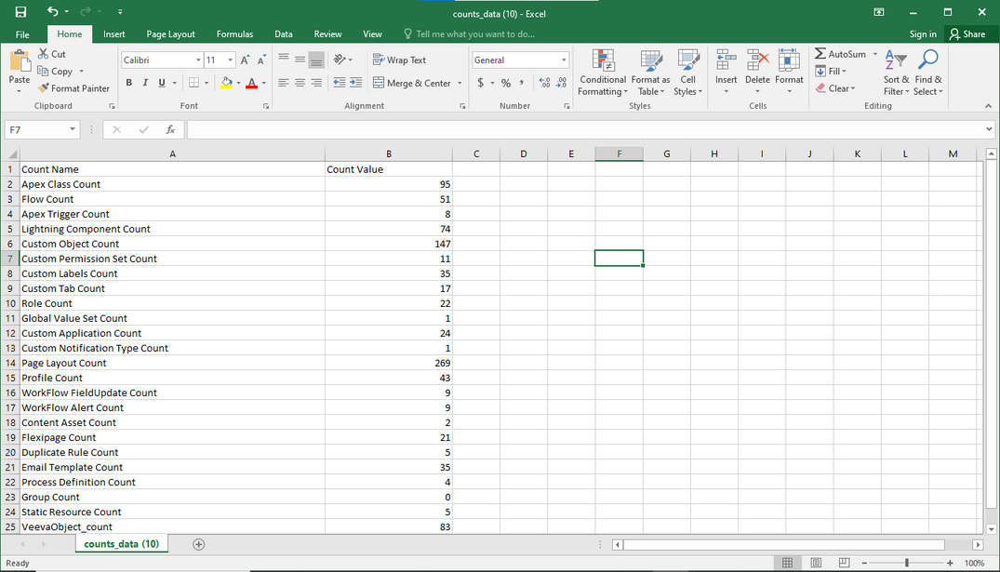 counts_data (10) - Excel
File Home Insert Page Layout Formulas Data Review View Tell me what you want to do... Sign in Share
Paste
Cut
Copy
Format Painter
Clipboard
Calibri 11 A A
B I U A
Font
Wrap Text
Merge & Center
Alignment
General
$ % ,
Number
Conditional Formatting
Format as Table
Cell Styles
Styles
Insert Delete Format
Cells
AutoSum
Fill
Clear
Sort & Filter
Find & Select
Editing
F7 fx
A B C D E F G H I J K L M
1 Count Name Count Value
2 Apex Class Count 95
3 Flow Count 51
4 Apex Trigger Count 8
5 Lightning Component Count 74
6 Custom Object Count 147
7 Custom Permission Set Count 11
8 Custom Labels Count 35
9 Custom Tab Count 17
10 Role Count 22
11 Global Value Set Count 1
12 Custom Application Count 24
13 Custom Notification Type Count 1
14 Page Layout Count 269
15 Profile Count 43
16 WorkFlow FieldUpdate Count 9
17 WorkFlow Alert Count 9
18 Content Asset Count 2
19 Flexipage Count 21
20 Duplicate Rule Count 5
21 Email Template Count 35
22 Process Definition Count 4
23 Group Count 0
24 Static Resource Count 5
25 VeevaObject_count 83
counts_data (10)
Ready 100%